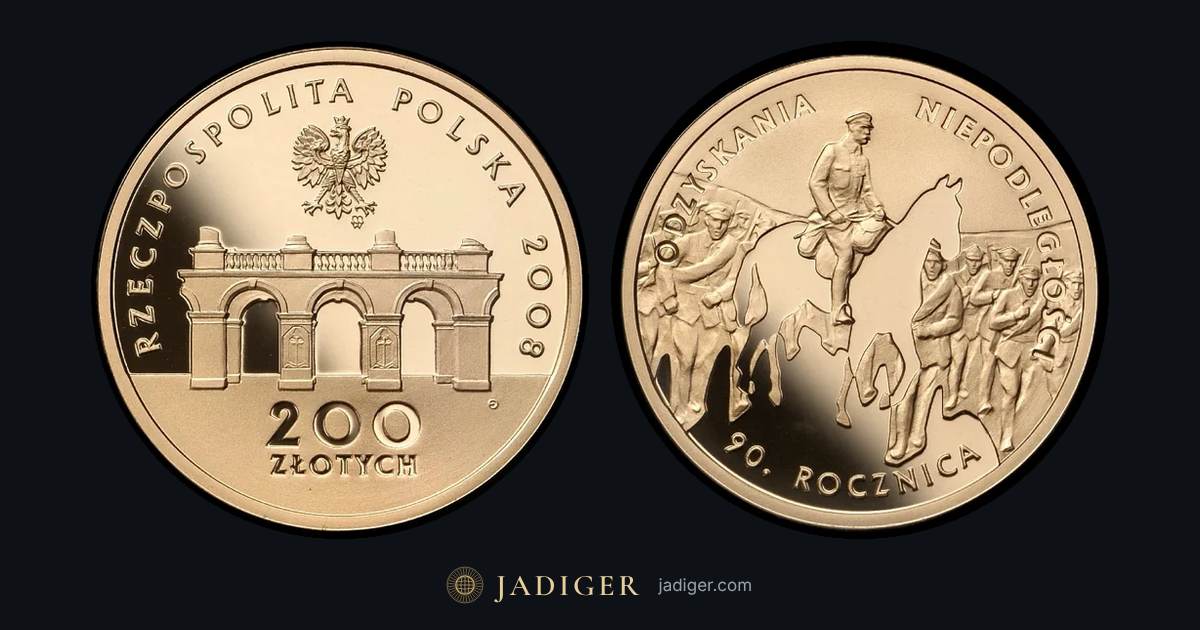 RZECZPOSPOLITA POLSKA 2008
200
ZŁOTYCH
ODZYSKANIA NIEPODLEGŁOŚCI
90. ROCZNICA
JADIGER jadiger.com